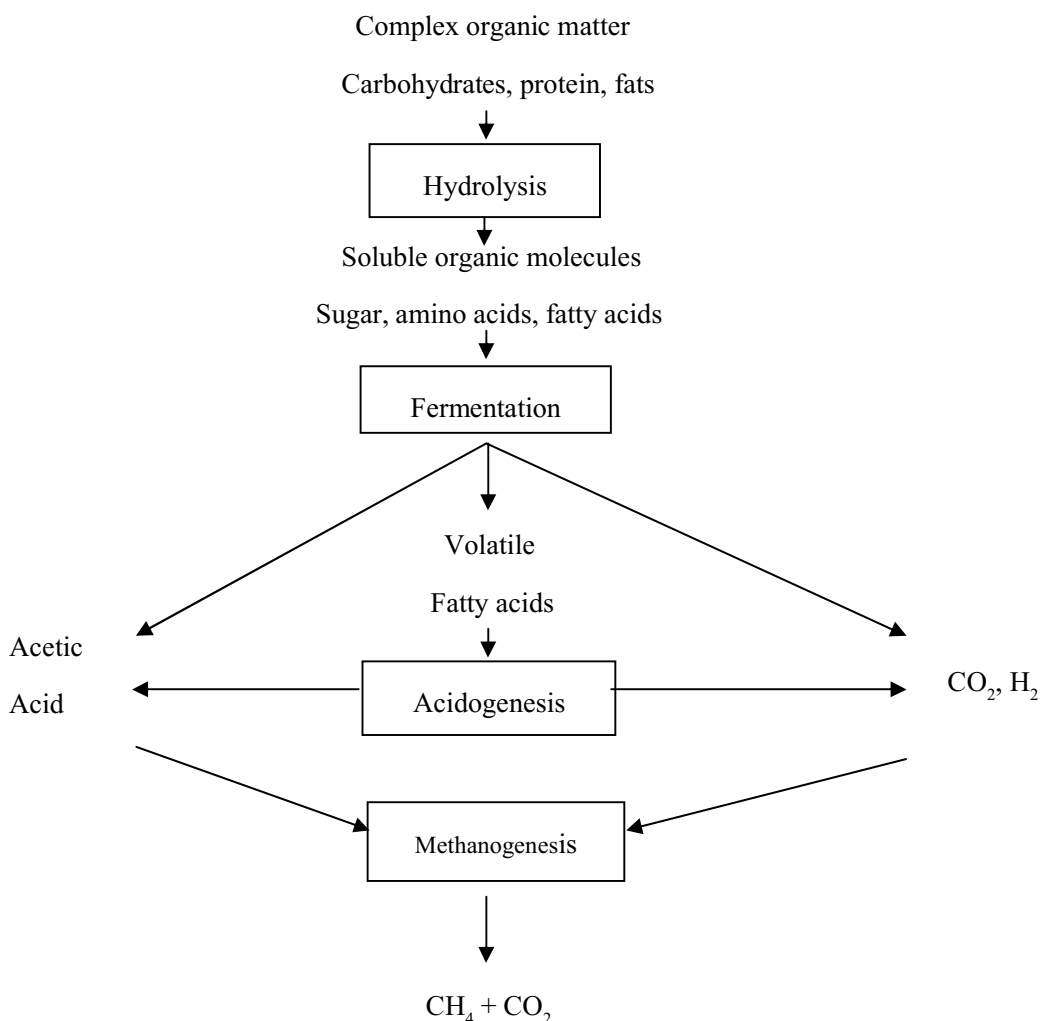 Complex organic matter
Carbohydrates, protein, fats
Hydrolysis
Soluble organic molecules
Sugar, amino acids, fatty acids
Fermentation
Volatile
Fatty acids
Acetic
Acid
Acidogenesis
CO₂, H₂
Methanogenesis
CH₄ + CO₂